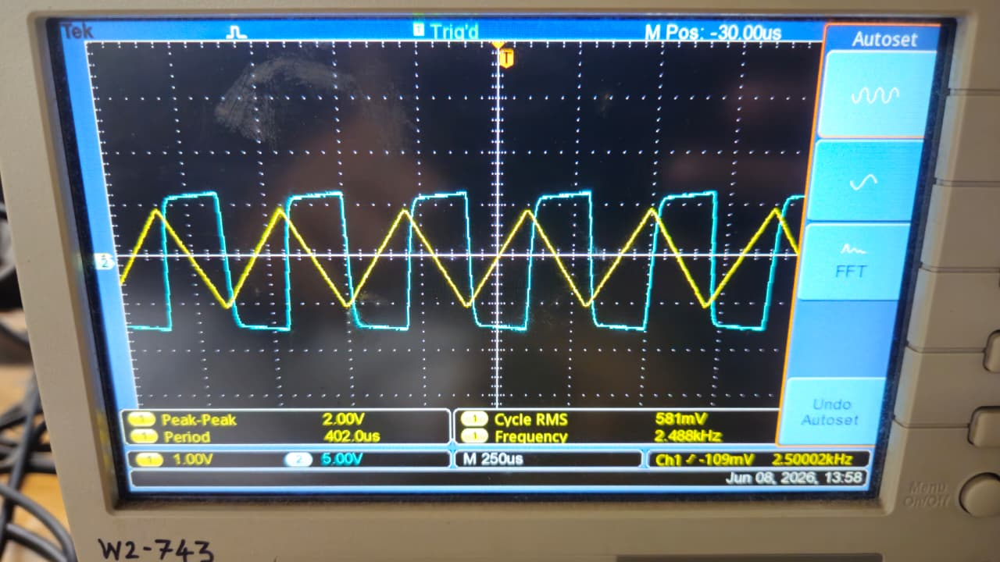 Tek
T Trig'd
M Pos: -30.00us
Autoset
T
2
FFT
Undo
Autoset
1 Peak-Peak 2.00V
1 Cycle RMS 581mV
1 Period 402.0us
1 Frequency 2.488kHz
1 1.00V
2 5.00V
M 250us
Ch1 -109mV 2.50002kHz
Jun 08, 2026, 13:58
Menu
On/Off
W2-743